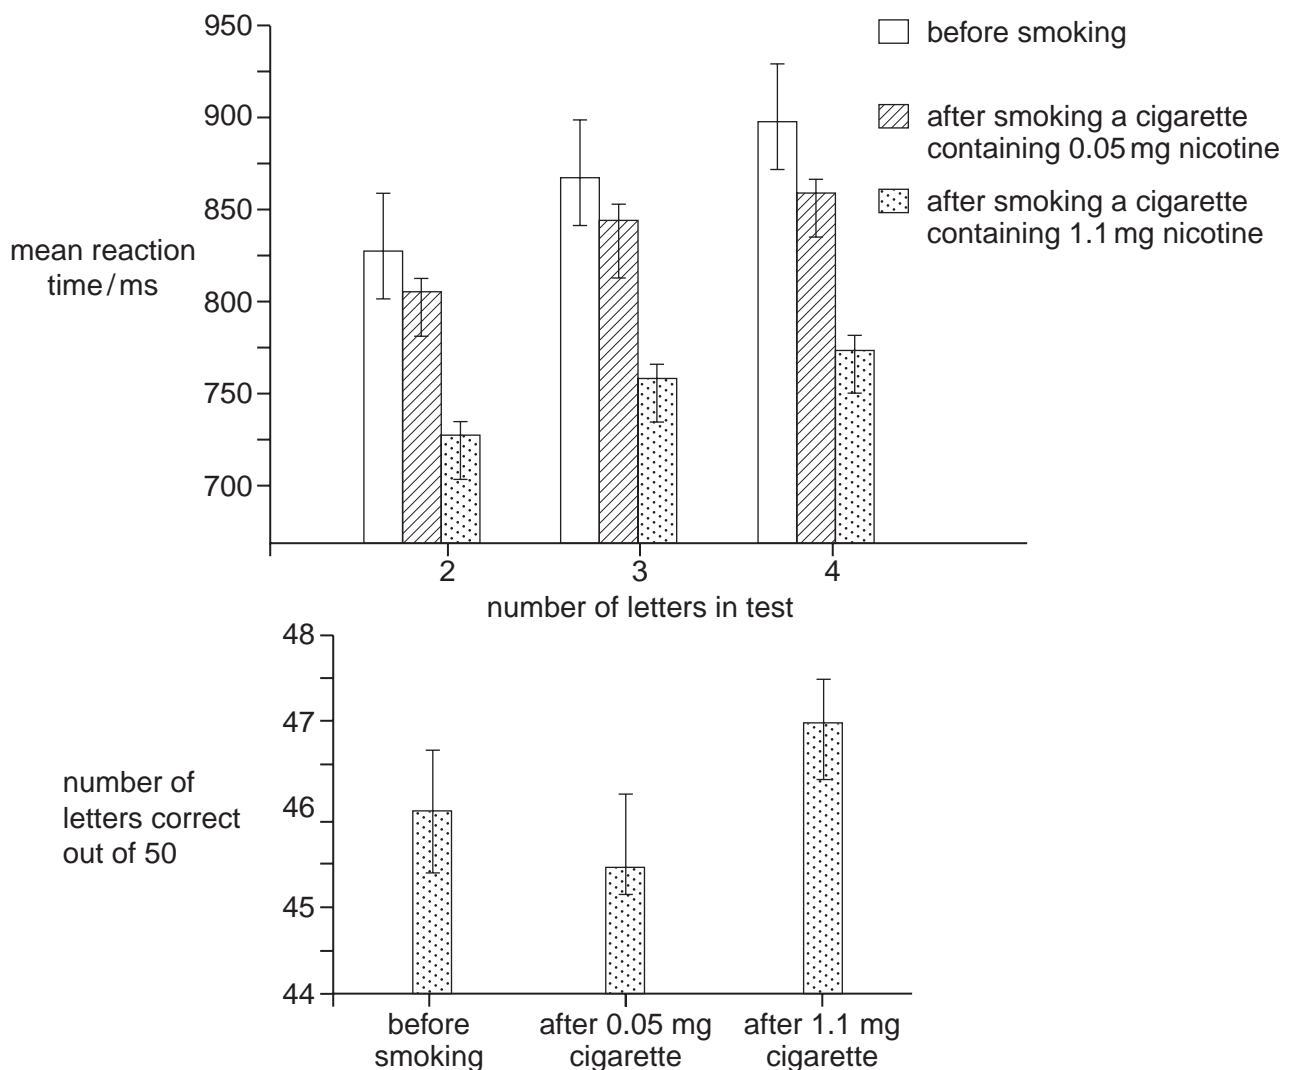 950
900
850
800
750
700
mean reaction
time/ms
before smoking
after smoking a cigarette
containing 0.05 mg nicotine
after smoking a cigarette
containing 1.1 mg nicotine
2
3
4
number of letters in test
48
47
46
45
44
number of
letters correct
out of 50
before
smoking
after 0.05 mg
cigarette
after 1.1 mg
cigarette